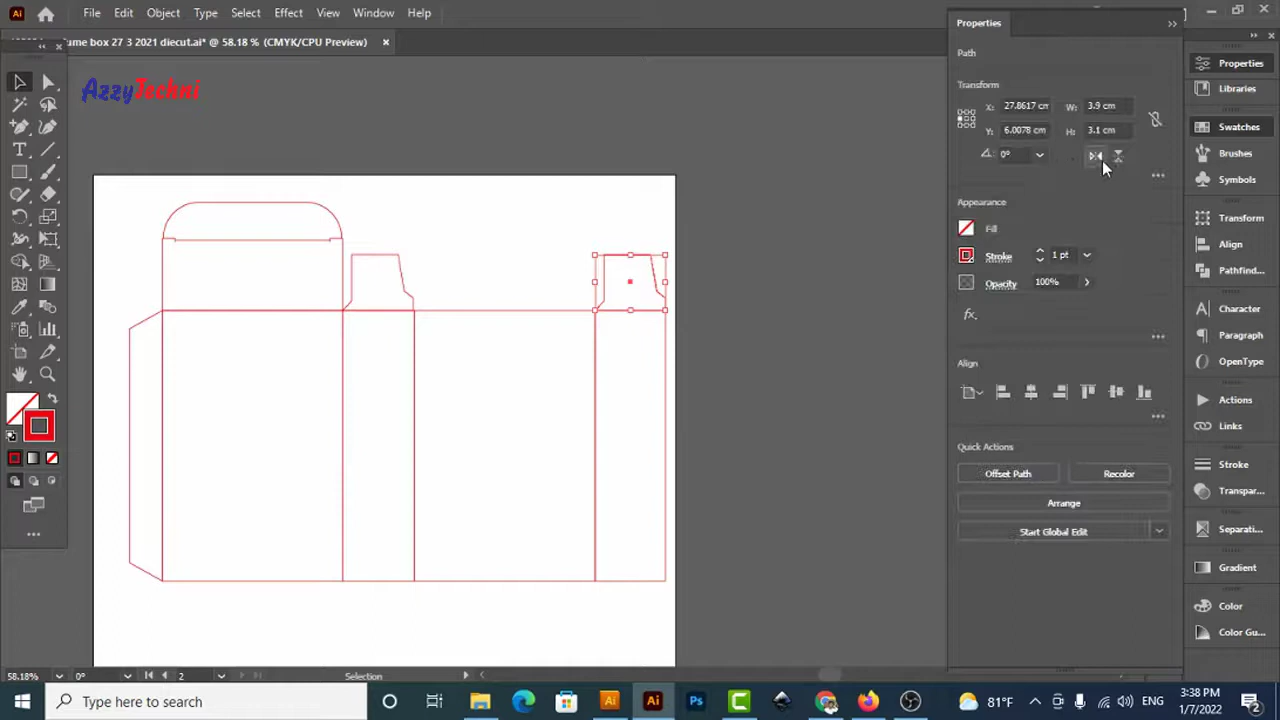 File Edit Object Type Select Effect View Window Help
ume box 27 3 2021 diecut.ai* @ 58.18 % (CMYK/CPU Preview)
AzzyTechni
Properties
Path
Transform
X: 27.8617 cm W: 3.9 cm
Y: 6.0078 cm H: 3.1 cm
0°
Appearance
Fill
Stroke 1 pt
Opacity 100%
fx.
Align
Quick Actions
Offset Path Recolor
Arrange
Start Global Edit
Properties
Libraries
Swatches
Brushes
Symbols
Transform
Align
Pathfind...
Character
Paragraph
OpenType
Actions
Links
Stroke
Transpar...
Separati...
Gradient
Color
Color Gu...
58.18% 0° 2 Selection
Type here to search
Ai Ai Ps
81°F ENG
3:38 PM
1/7/2022
2